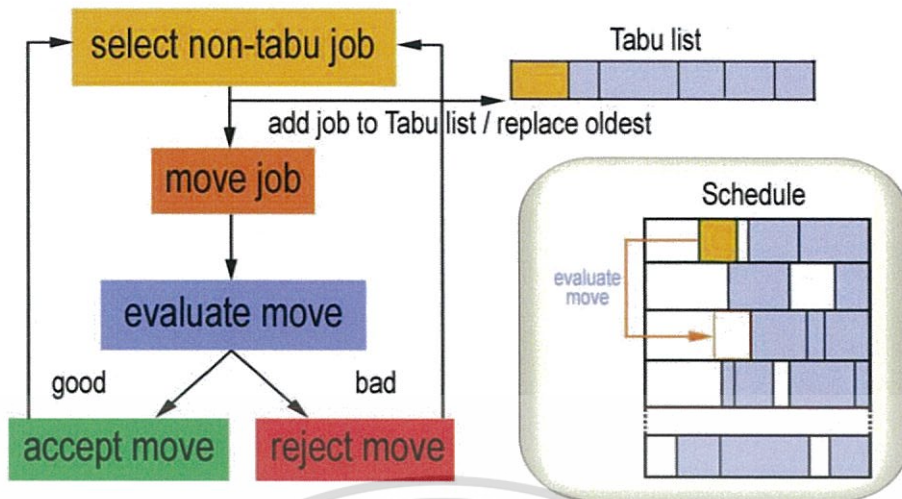 select non-tabu job
Tabu list
add job to Tabu list / replace oldest
move job
Schedule
evaluate
move
evaluate move
good
bad
accept move
reject move